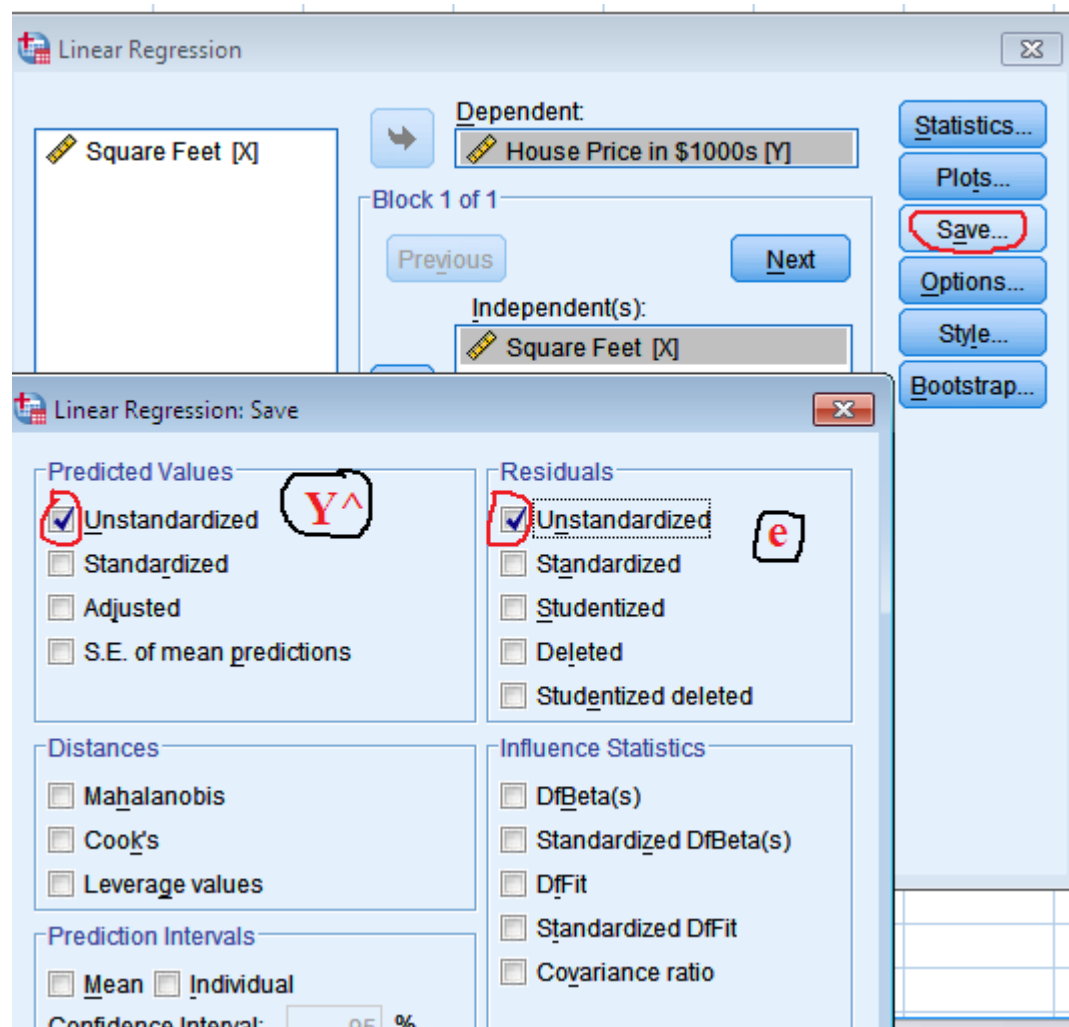 Linear Regression
Square Feet [X]
Dependent:
House Price in $1000s [Y]
Block 1 of 1
Previous
Next
Independent(s):
Square Feet [X]
Statistics...
Plots...
Save...
Options...
Style...
Bootstrap...
Linear Regression: Save
Predicted Values
Unstandardized
Y^
Standardized
Adjusted
S.E. of mean predictions
Residuals
Unstandardized
e
Standardized
Studentized
Deleted
Studentized deleted
Distances
Mahalanobis
Cook's
Leverage values
Influence Statistics
DfBeta(s)
Standardized DfBeta(s)
DfFit
Standardized DfFit
Covariance ratio
Prediction Intervals
Mean Individual
Confidence Interval: 95 %